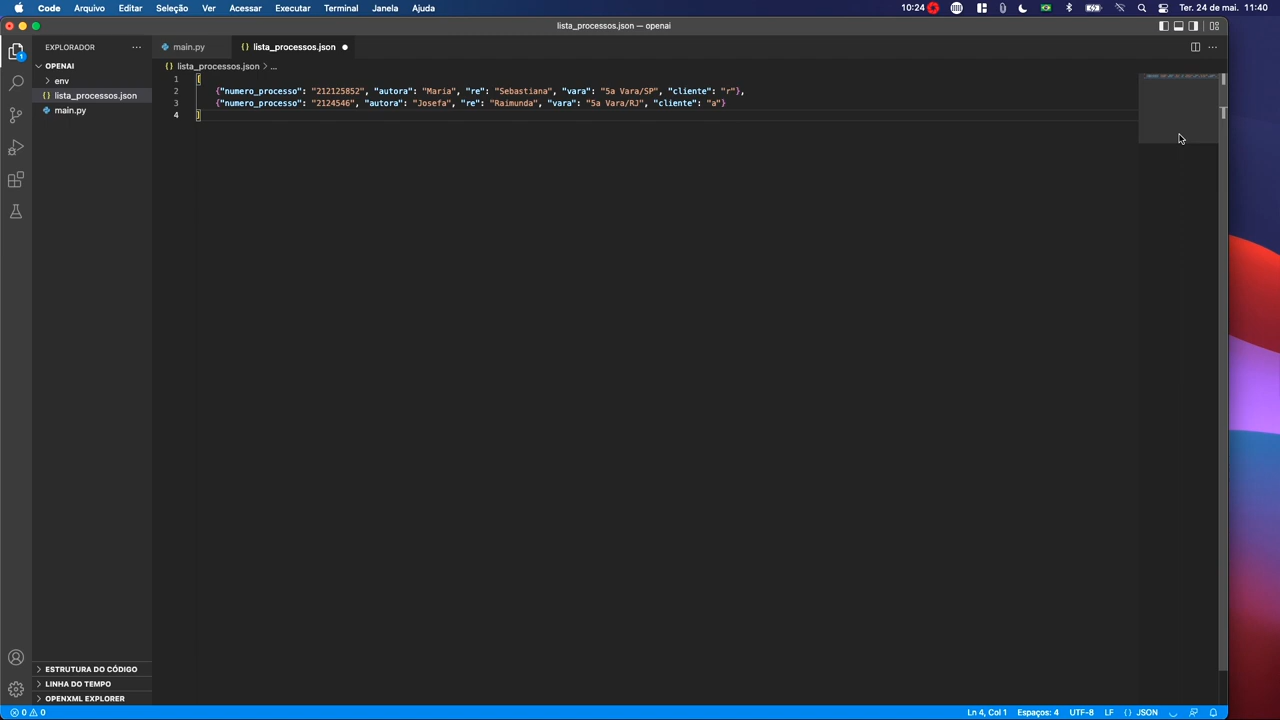 Code Arquivo Editar Seleção Ver Acessar Executar Terminal Janela Ajuda 10:24 Ter. 24 de mai. 11:40
lista_processos.json — openai
EXPLORADOR ... main.py {} lista_processos.json ●
OPENAI {} lista_processos.json > ...
env
{} lista_processos.json
main.py
1 [
2 {"numero_processo": "212125852", "autora": "Maria", "re": "Sebastiana", "vara": "5a Vara/SP", "cliente": "r"},
3 {"numero_processo": "2124546", "autora": "Josefa", "re": "Raimunda", "vara": "5a Vara/RJ", "cliente": "a"}
4 ]
1
ESTRUTURA DO CÓDIGO
LINHA DO TEMPO
OPENXML EXPLORER
0 0 Ln 4, Col 1 Espaços: 4 UTF-8 LF {} JSON